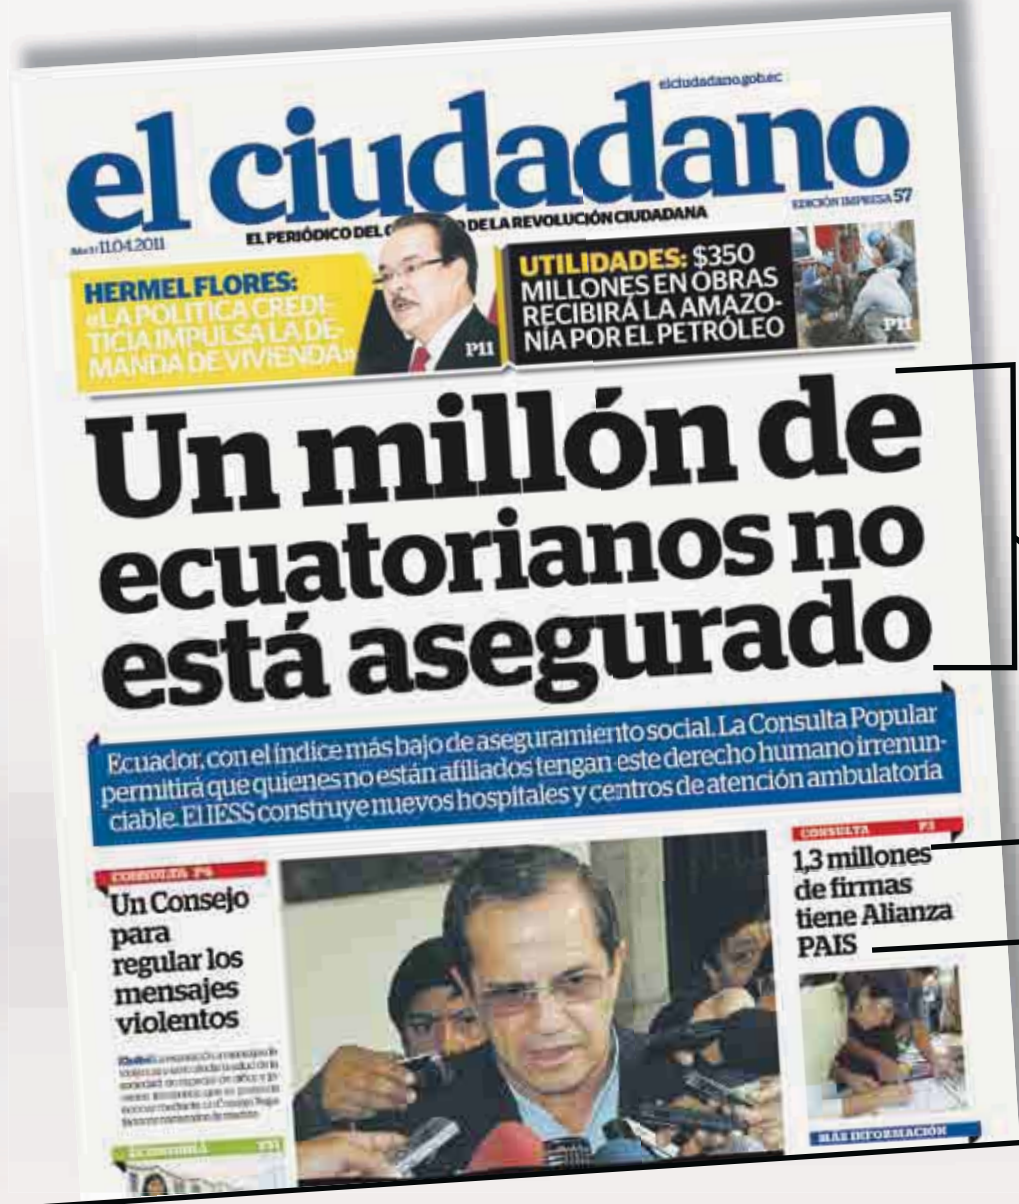 elciudadano.gob.ec
el ciudadano
11.04.2011
EL PERIÓDICO DEL
DE LA REVOLUCIÓN CIUDADANA
EDICIÓN IMPRESA 57
HERMEL FLORES:
«LA POLÍTICA CREDI-
TICIA IMPULSA LA DE-
MANDA DE VIVIENDA»
P11
UTILIDADES: $350
MILLONES EN OBRAS
RECIBIRÁ LA AMAZO-
NÍA POR EL PETRÓLEO
P11
Un millón de
ecuatorianos no
está asegurado
Ecuador, con el índice más bajo de aseguramiento social. La Consulta Popular
permitirá que quienes no están afiliados tengan este derecho humano irrenun-
ciable. El IESS construye nuevos hospitales y centros de atención ambulatoria
CONSULTA
Un Consejo
para
regular los
mensajes
violentos
ECONOMÍA
CONSULTA P3
1,3 millones
de firmas
tiene Alianza
PAIS
MÁS INFORMACIÓN